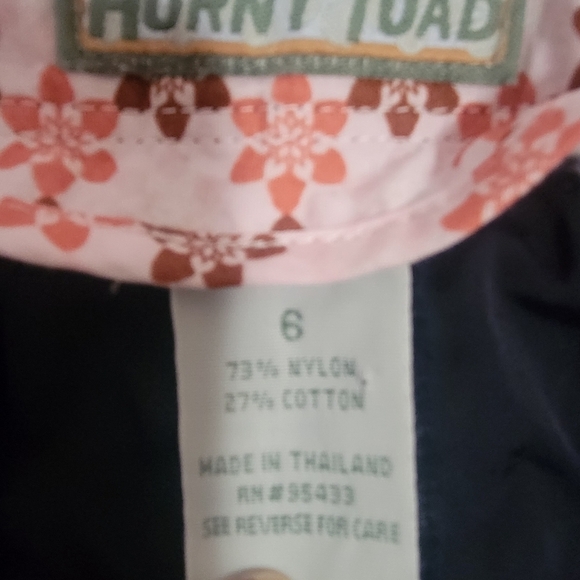 HORNY TOAD
6
73% NYLON
27% COTTON
MADE IN THAILAND
RN#95433
SEE REVERSE FOR CARE